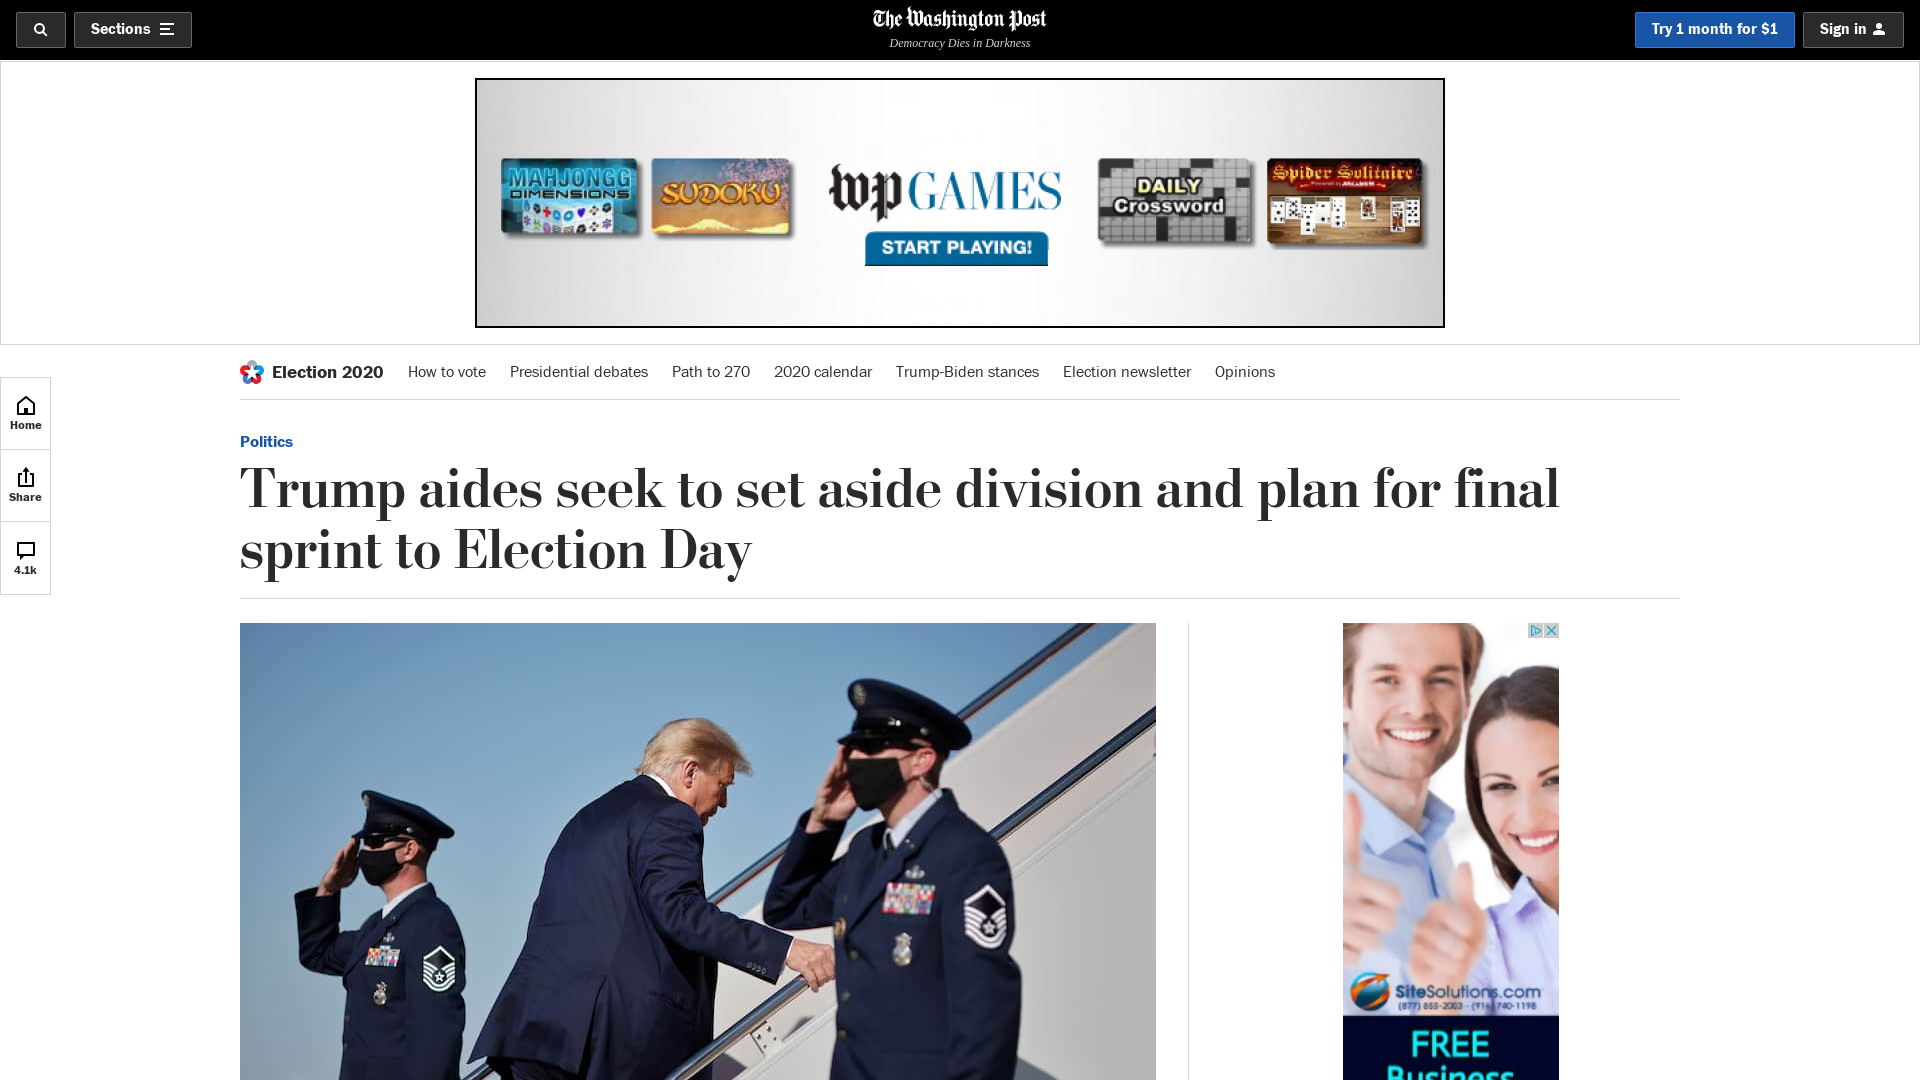 Sections
The Washington Post
Democracy Dies in Darkness
Try 1 month for $1
Sign in
MAHJONGG
DIMENSIONS
SUDOKU
wp GAMES
START PLAYING!
DAILY
Crossword
Spider Solitaire
Election 2020
How to vote
Presidential debates
Path to 270
2020 calendar
Trump-Biden stances
Election newsletter
Opinions
Home
Share
4.1k
Politics
Trump aides seek to set aside division and plan for final
sprint to Election Day
SiteSolutions.com
(877) 855-2003 - (916) 740-1198
FREE
Business